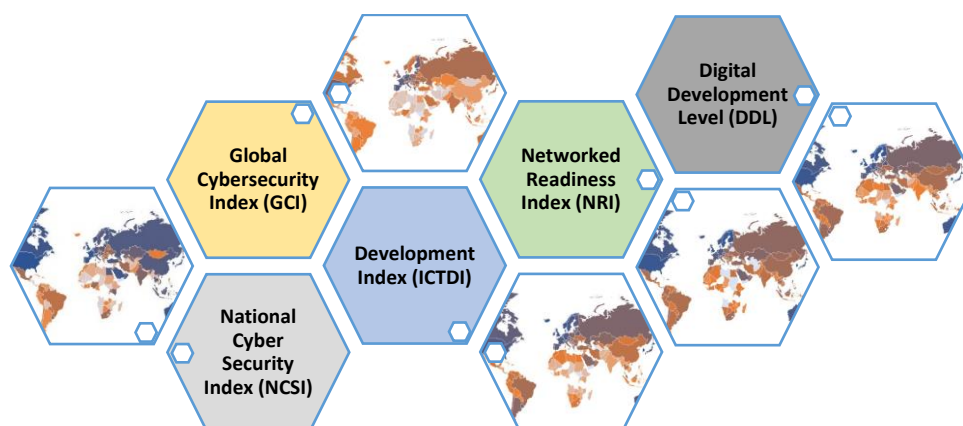 Global
Cybersecurity
Index (GCI)
National
Cyber
Security
Index (NCSI)
Development
Index (ICTDI)
Networked
Readiness
Index (NRI)
Digital
Development
Level (DDL)